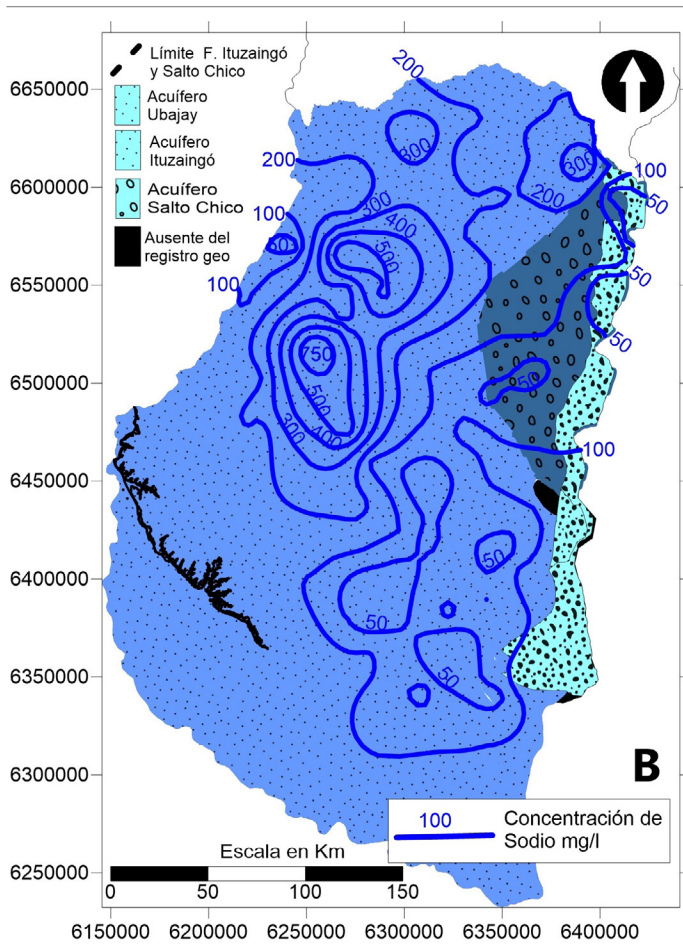 Límite F. Ituzaingó
y Salto Chico
Acuífero
Ubajay
Acuífero
Ituzaingó
Acuífero
Salto Chico
Ausente del
registro geo
6650000
6600000
6550000
6500000
6450000
6400000
6350000
6300000
6250000
200
300
300
200
100
50
200
100
50
100
300
400
500
750
500
400
300
50
50
50
100
50
50
50
B
100
Concentración de
Sodio mg/l
Escala en Km
0
100
50
150
6150000 6200000 6250000 6300000 6350000 6400000